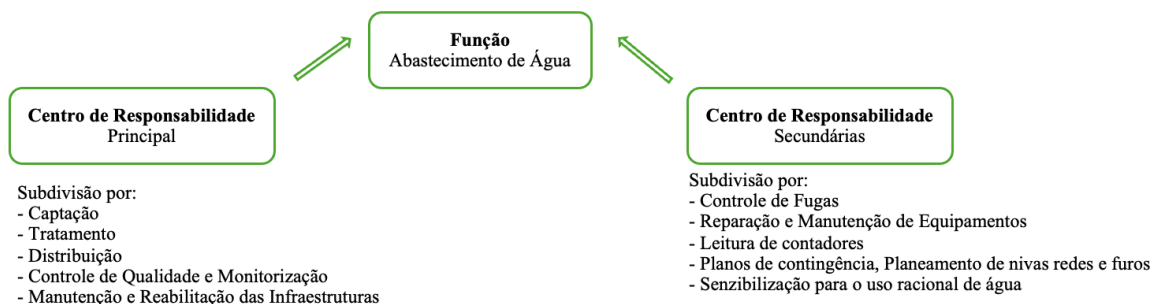 Função
Abastecimento de Água
Centro de Responsabilidade
Principal
Subdivisão por:
- Captação
- Tratamento
- Distribuição
- Controle de Qualidade e Monitorização
- Manutenção e Reabilitação das Infraestruturas
Centro de Responsabilidade
Secundárias
Subdivisão por:
- Controle de Fugas
- Reparação e Manutenção de Equipamentos
- Leitura de contadores
- Planos de contingência, Planeamento de nivas redes e furos
- Senzibilização para o uso racional de água